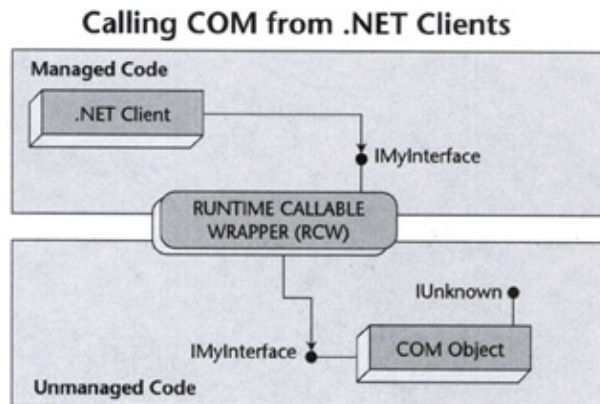 Calling COM from .NET Clients
Managed Code
.NET Client
IMyInterface
RUNTIME CALLABLE
WRAPPER (RCW)
IUnknown
IMyInterface
COM Object
Unmanaged Code